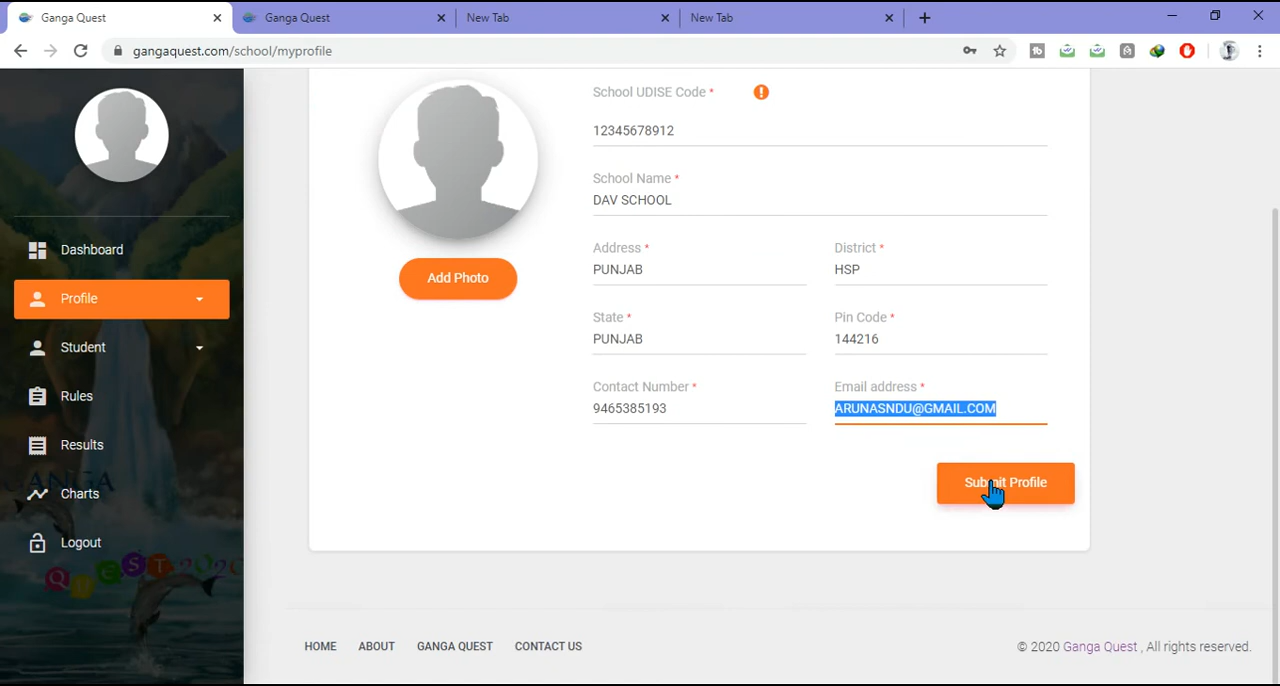 Ganga Quest
Ganga Quest
New Tab
New Tab
gangaquest.com/school/myprofile
School UDISE Code *
12345678912
School Name *
DAV SCHOOL
Address *
District *
PUNJAB
HSP
Add Photo
State *
Pin Code *
PUNJAB
144216
Contact Number *
Email address *
9465385193
ARUNASNDU@GMAIL.COM
Submit Profile
Dashboard
Profile
Student
Rules
Results
GANGA
Charts
Logout
QUEST 2020
HOME ABOUT GANGA QUEST CONTACT US
© 2020 Ganga Quest , All rights reserved.